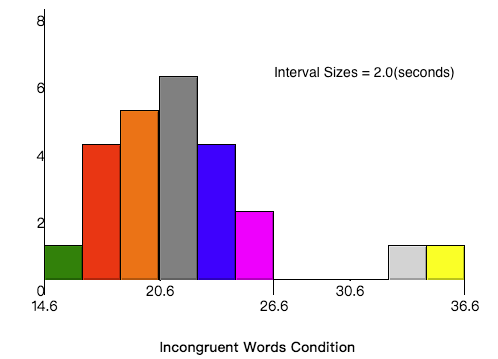 8
Interval Sizes = 2.0(seconds)
6
4
2
0
14.6 20.6 26.6 30.6 36.6
Incongruent Words Condition